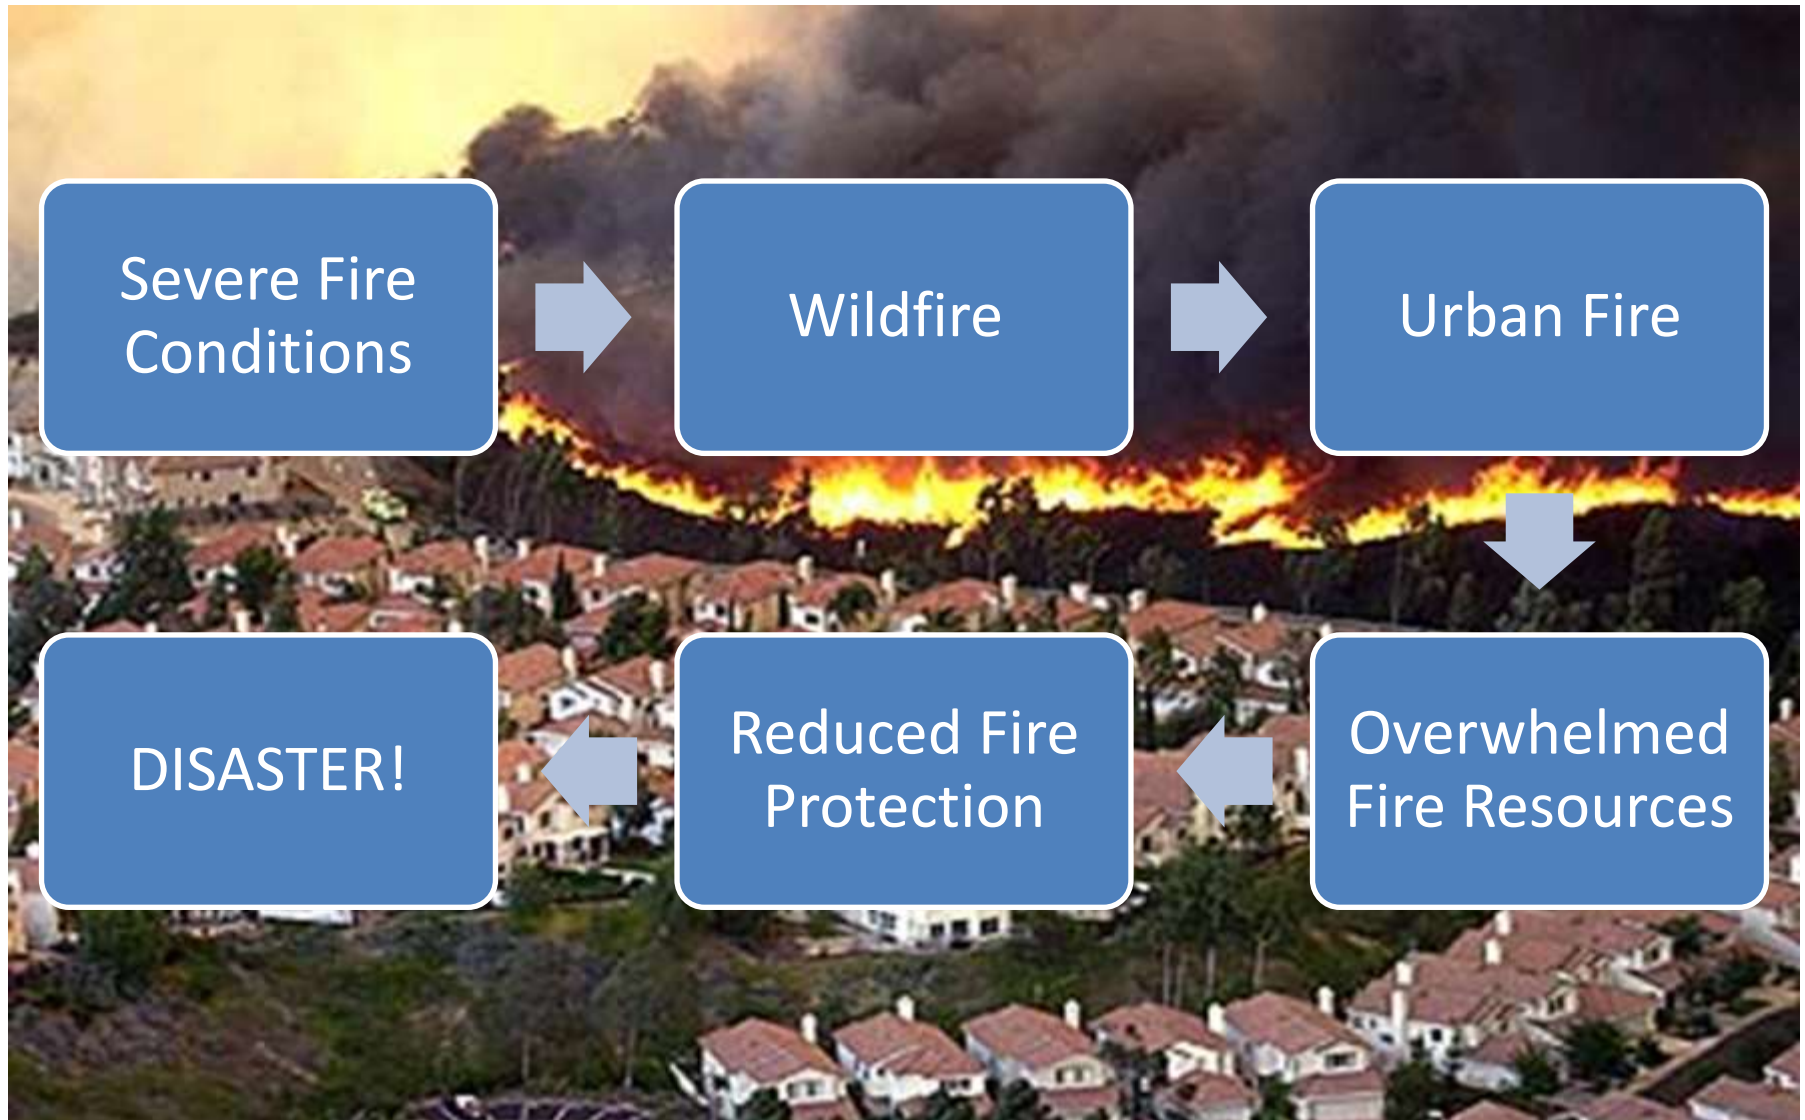 Severe Fire
Conditions
Wildfire
Urban Fire
Overwhelmed
Fire Resources
Reduced Fire
Protection
DISASTER!